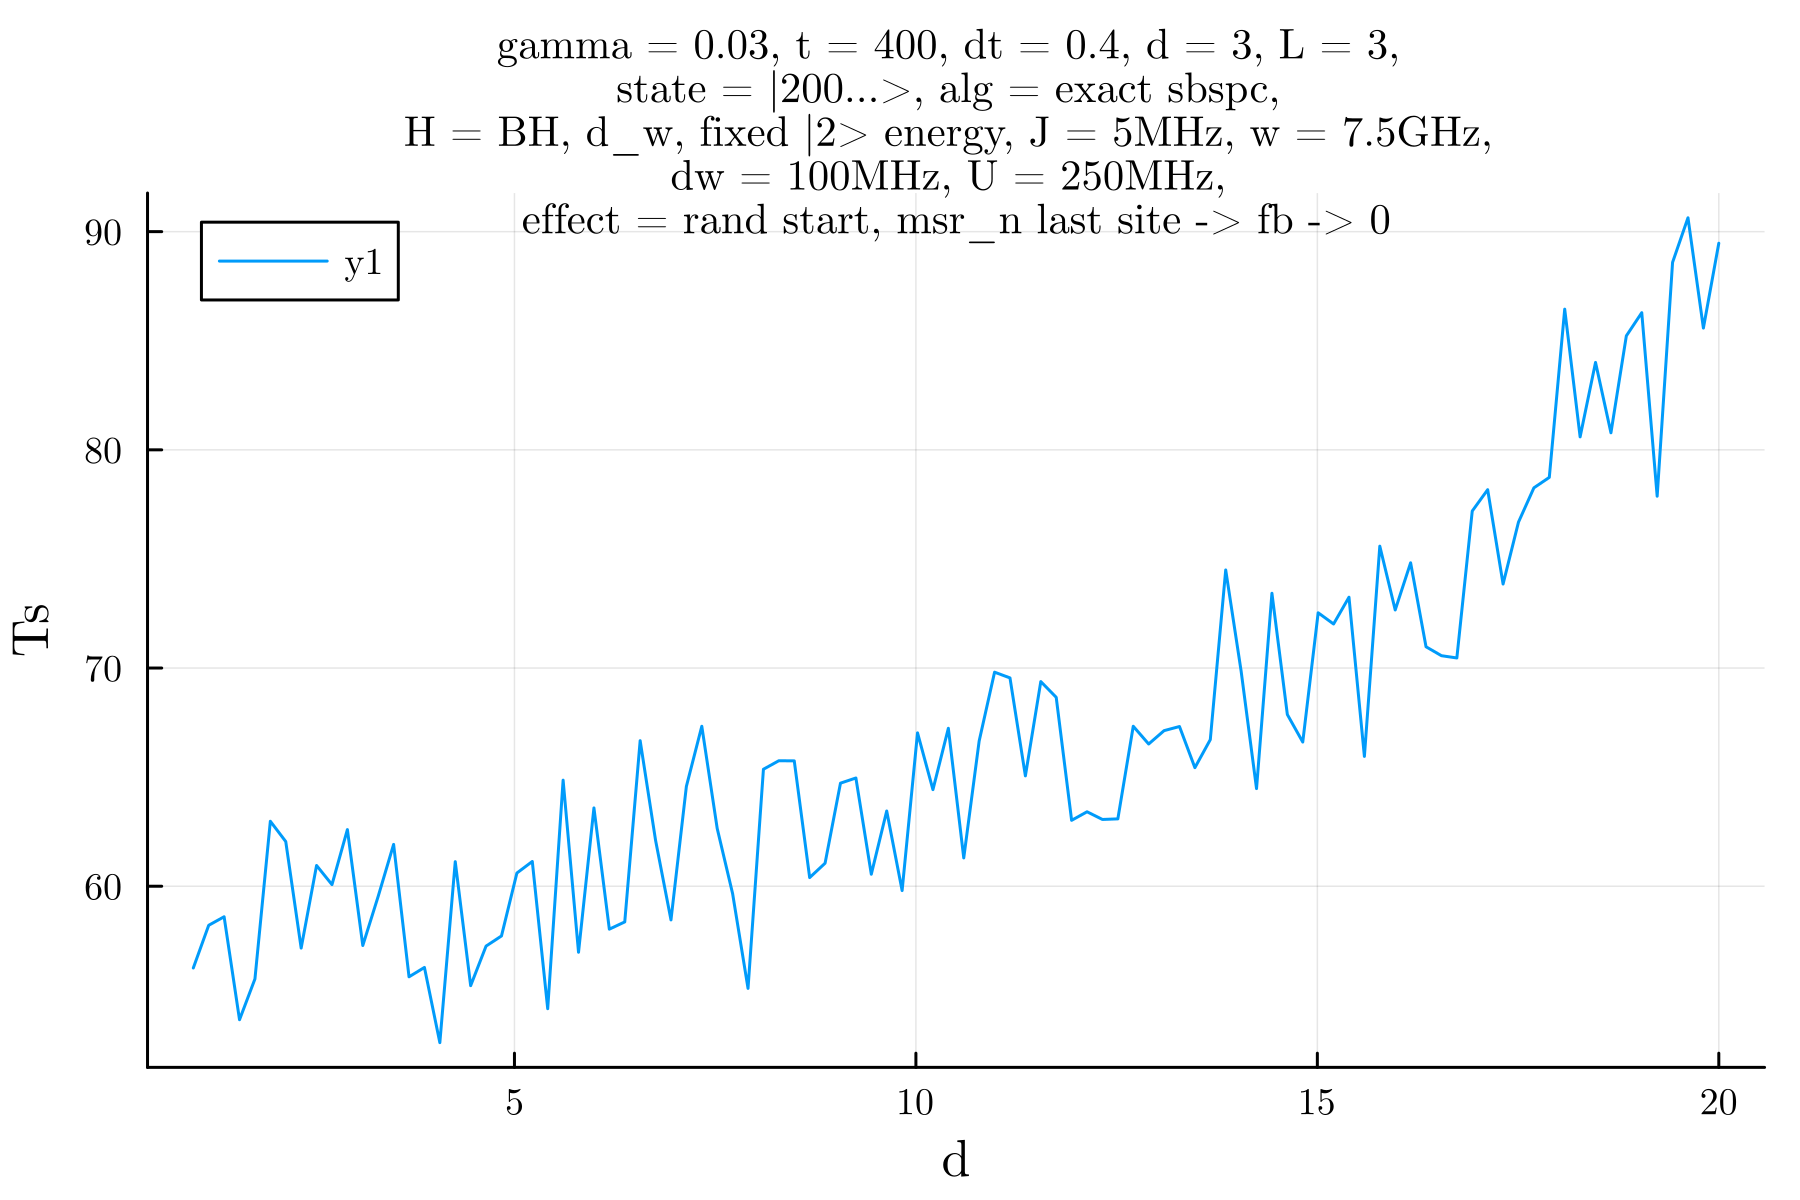 gamma = 0.03, t = 400, dt = 0.4, d = 3, L = 3,
state = |200...>, alg = exact sbspc,
H = BH, d_w, fixed |2> energy, J = 5MHz, w = 7.5GHz,
dw = 100MHz, U = 250MHz,
effect = rand start, msr_n last site -> fb -> 0
y1
90
80
70
60
Ts
5
10
15
20
d